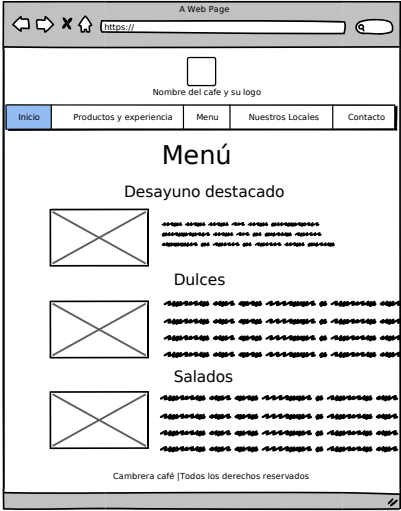 A Web Page
https://
Nombre del cafe y su logo
Inicio
Productos y experiencia
Menu
Nuestros Locales
Contacto
Menú
Desayuno destacado
Dulces
Salados
Cambrera café |Todos los derechos reservados